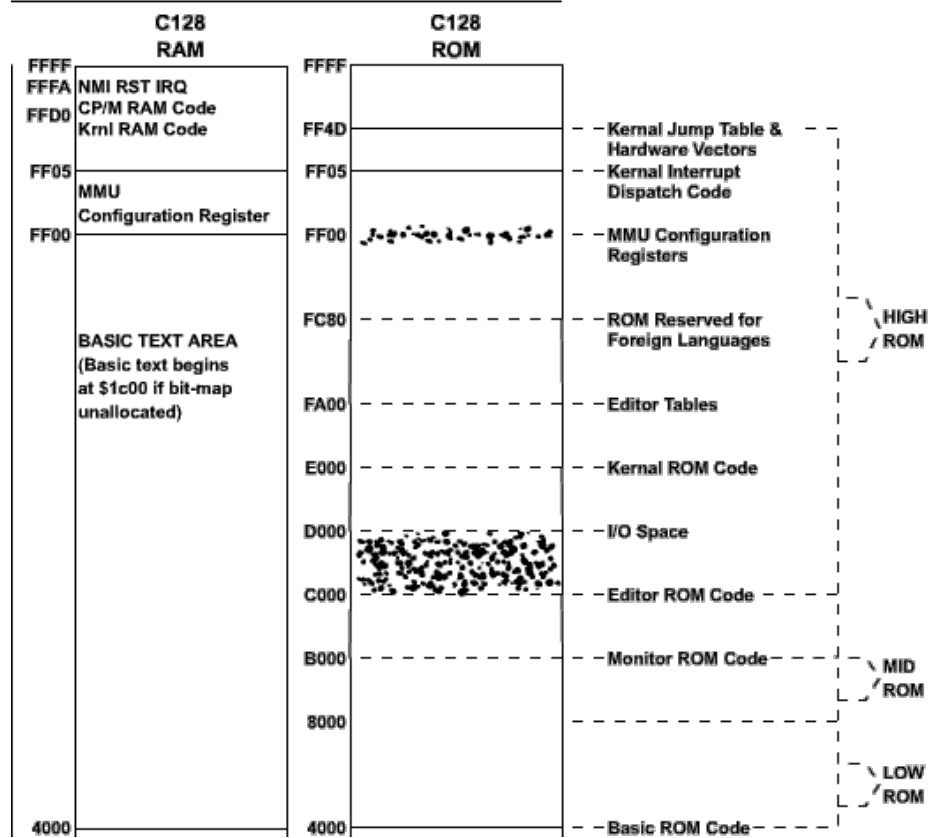 C128
RAM
C128
ROM
FFFF
FFFA NMI RST IRQ
FFD0 CP/M RAM Code
Krnl RAM Code
FF05
MMU
Configuration Register
FF00
BASIC TEXT AREA
(Basic text begins
at $1c00 if bit-map
unallocated)
4000
FFFF
FF4D
Kernal Jump Table &
Hardware Vectors
FF05
Kernal Interrupt
Dispatch Code
FF00
MMU Configuration
Registers
FC80
ROM Reserved for
Foreign Languages
FA00
Editor Tables
E000
Kernal ROM Code
D000
I/O Space
C000
Editor ROM Code
B000
Monitor ROM Code
8000
4000
Basic ROM Code
HIGH
ROM
MID
ROM
LOW
ROM